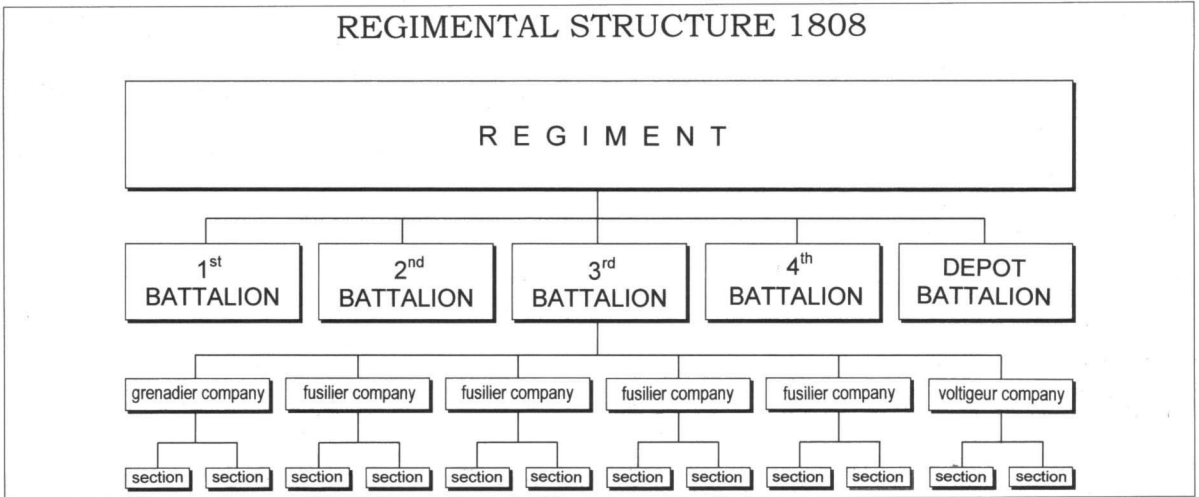 REGIMENTAL STRUCTURE 1808
REGIMENT
1st BATTALION
2nd BATTALION
3rd BATTALION
4th BATTALION
DEPOT BATTALION
grenadier company
fusilier company
fusilier company
fusilier company
fusilier company
voltigeur company
section
section
section
section
section
section
section
section
section
section
section
section